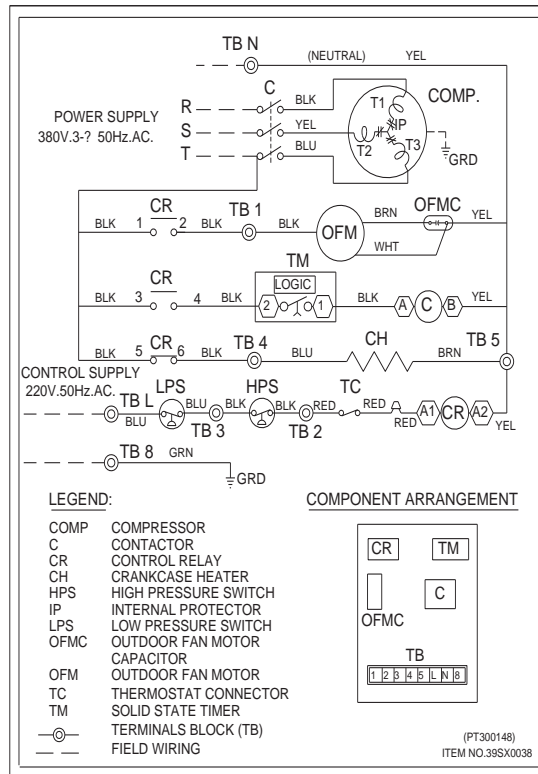 TB N (NEUTRAL) YEL
C
POWER SUPPLY
380V.3-? 50Hz.AC.
R BLK
S YEL
T BLU
T1
IP
T2 T3
COMP.
GRD
CR TB 1 OFMC
BLK 1 2 BLK BLK OFM BRN YEL
WHT
CR TM
LOGIC
BLK 3 4 BLK 2 1 BLK A C B YEL
CR TB 4 CH TB 5
BLK 5 6 BLK BLU BRN
CONTROL SUPPLY
220V.50Hz.AC.
TB L LPS HPS TC
BLU BLU BLK BLK RED RED RED A1 CR A2 YEL
TB 3 TB 2
TB 8 GRN
GRD
LEGEND:
COMP COMPRESSOR
C CONTACTOR
CR CONTROL RELAY
CH CRANKCASE HEATER
HPS HIGH PRESSURE SWITCH
IP INTERNAL PROTECTOR
LPS LOW PRESSURE SWITCH
OFMC OUTDOOR FAN MOTOR
CAPACITOR
OFM OUTDOOR FAN MOTOR
TC THERMOSTAT CONNECTOR
TM SOLID STATE TIMER
TERMINALS BLOCK (TB)
FIELD WIRING
COMPONENT ARRANGEMENT
CR TM
C
OFMC
TB
1 2 3 4 5 L N 8
(PT300148)
ITEM NO.39SX0038